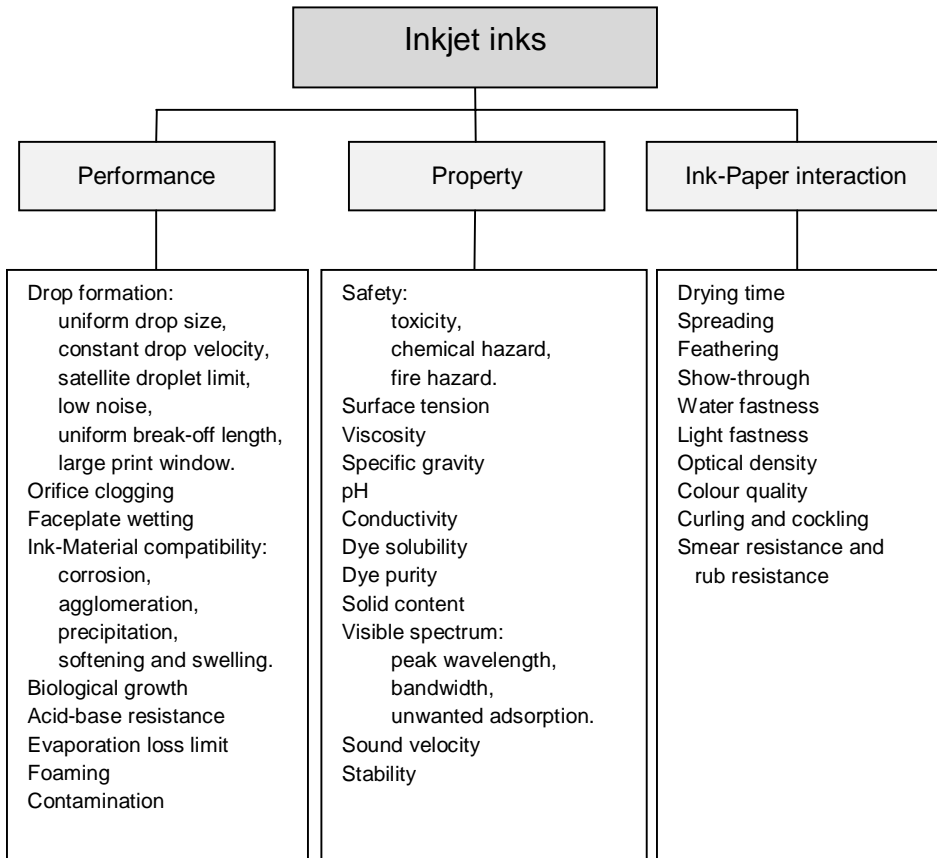 Inkjet inks
Performance
Property
Ink-Paper interaction
Drop formation:
uniform drop size,
constant drop velocity,
satellite droplet limit,
low noise,
uniform break-off length,
large print window.
Orifice clogging
Faceplate wetting
Ink-Material compatibility:
corrosion,
agglomeration,
precipitation,
softening and swelling.
Biological growth
Acid-base resistance
Evaporation loss limit
Foaming
Contamination
Safety:
toxicity,
chemical hazard,
fire hazard.
Surface tension
Viscosity
Specific gravity
pH
Conductivity
Dye solubility
Dye purity
Solid content
Visible spectrum:
peak wavelength,
bandwidth,
unwanted adsorption.
Sound velocity
Stability
Drying time
Spreading
Feathering
Show-through
Water fastness
Light fastness
Optical density
Colour quality
Curling and cockling
Smear resistance and
rub resistance